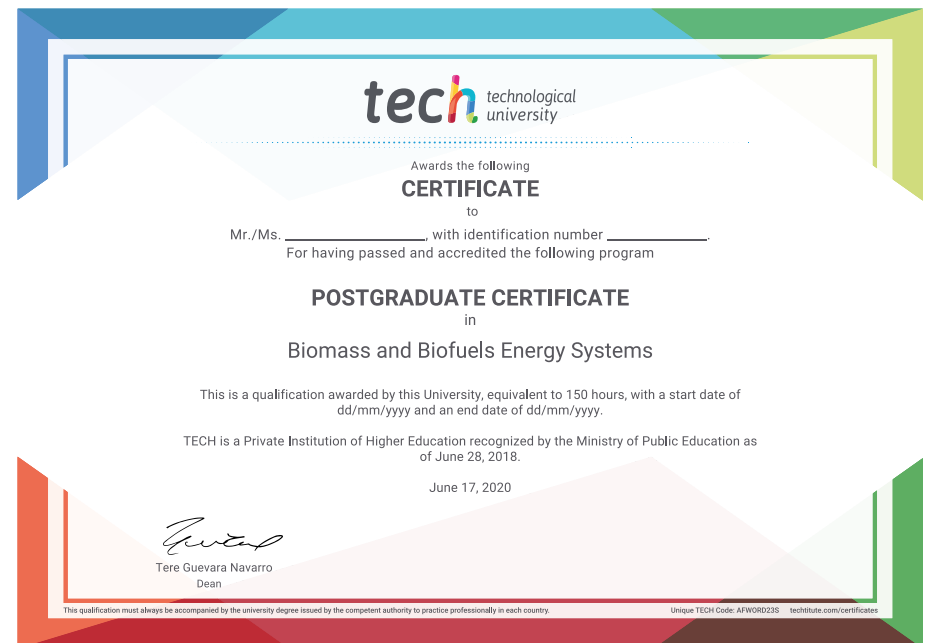 tech technological
university
Awards the following
CERTIFICATE
to
Mr./Ms. ____________________, with identification number ______________.
For having passed and accredited the following program
POSTGRADUATE CERTIFICATE
in
Biomass and Biofuels Energy Systems
This is a qualification awarded by this University, equivalent to 150 hours, with a start date of
dd/mm/yyyy and an end date of dd/mm/yyyy.
TECH is a Private Institution of Higher Education recognized by the Ministry of Public Education as
of June 28, 2018.
June 17, 2020
Tere Guevara Navarro
Dean
This qualification must always be accompanied by the university degree issued by the competent authority to practice professionally in each country. Unique TECH Code: AFWORD23S techtitute.com/certificates